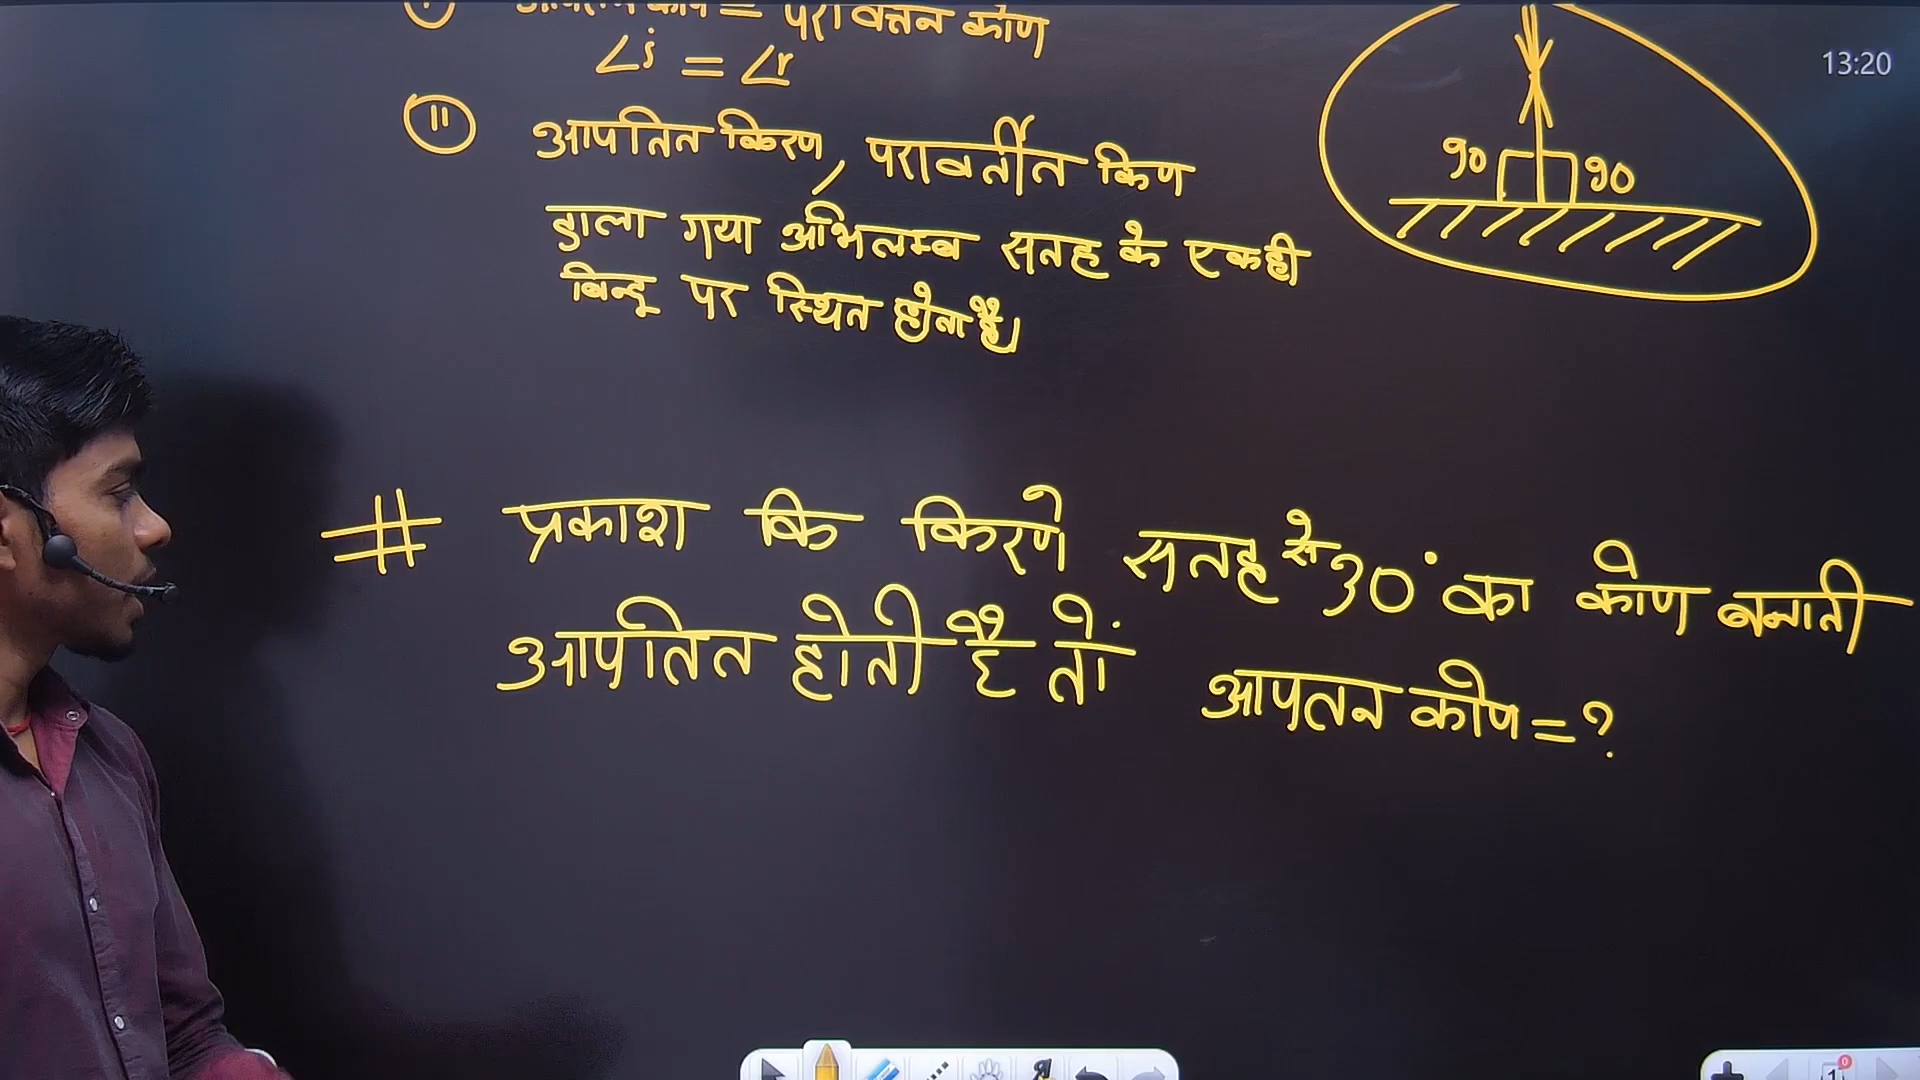 = परावर्तन कोण
∠i = ∠r
13:20
II आपतित किरण, परावर्तीत किण
डाला गया अभिलम्ब सतह के एकही
बिन्दू पर स्थित होता है।
90 90
# प्रकाश कि किरणे सतह से 30° का कोण बनाती
आपतित होती है तों आपतन कोण = ?